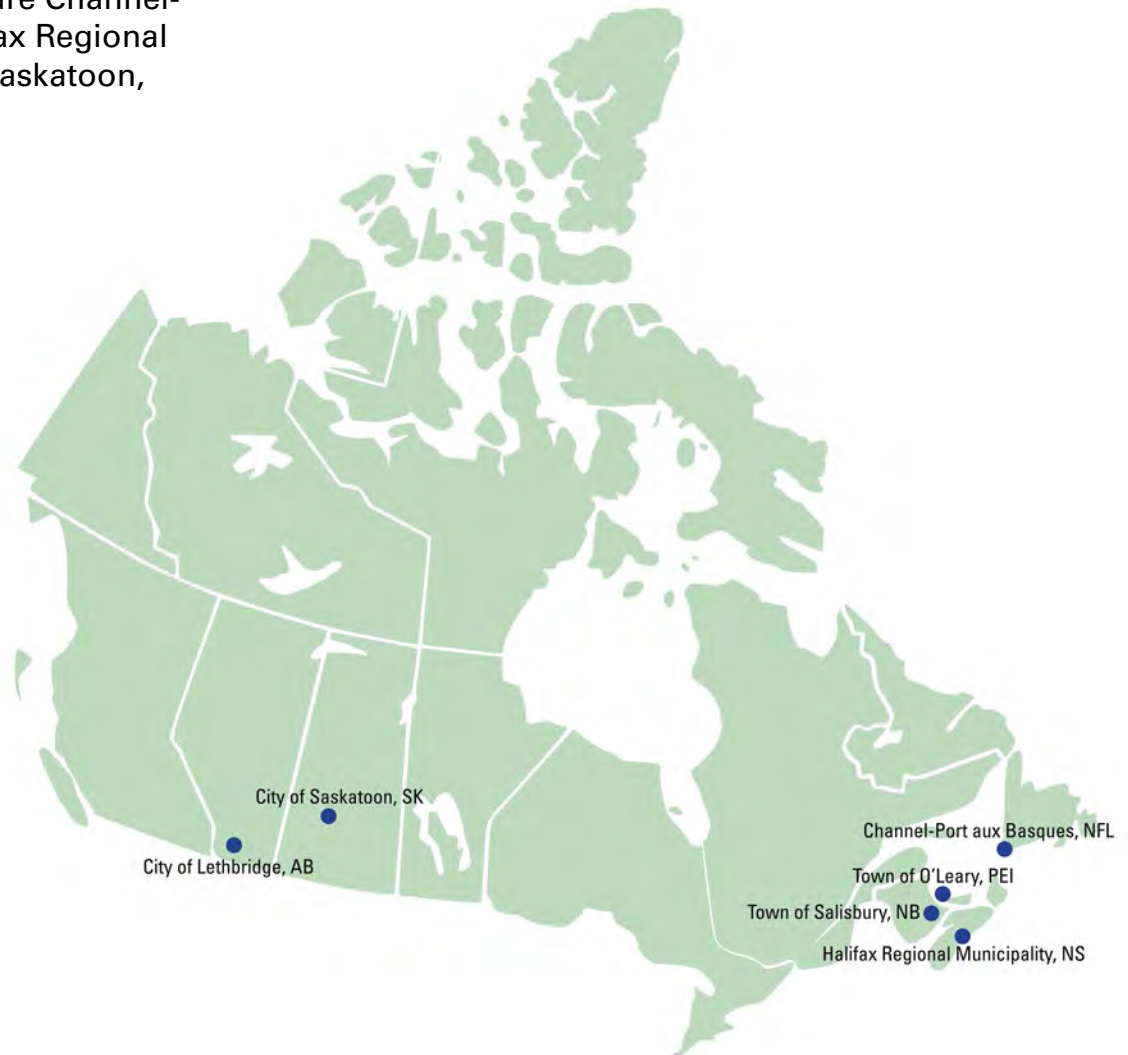 re Channel-
ax Regional
askatoon,
City of Saskatoon, SK
City of Lethbridge, AB
Channel-Port aux Basques, NFL
Town of O'Leary, PEI
Town of Salisbury, NB
Halifax Regional Municipality, NS